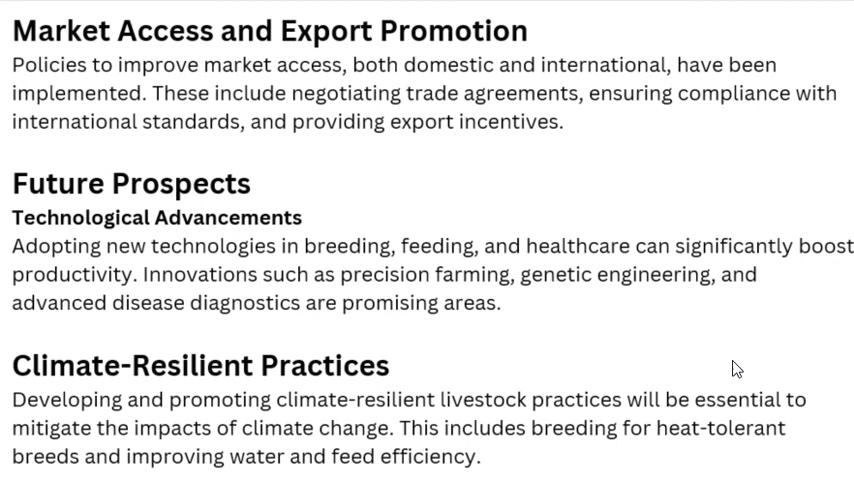 Market Access and Export Promotion
Policies to improve market access, both domestic and international, have been
implemented. These include negotiating trade agreements, ensuring compliance with
international standards, and providing export incentives.
Future Prospects
Technological Advancements
Adopting new technologies in breeding, feeding, and healthcare can significantly boost
productivity. Innovations such as precision farming, genetic engineering, and
advanced disease diagnostics are promising areas.
Climate-Resilient Practices
Developing and promoting climate-resilient livestock practices will be essential to
mitigate the impacts of climate change. This includes breeding for heat-tolerant
breeds and improving water and feed efficiency.